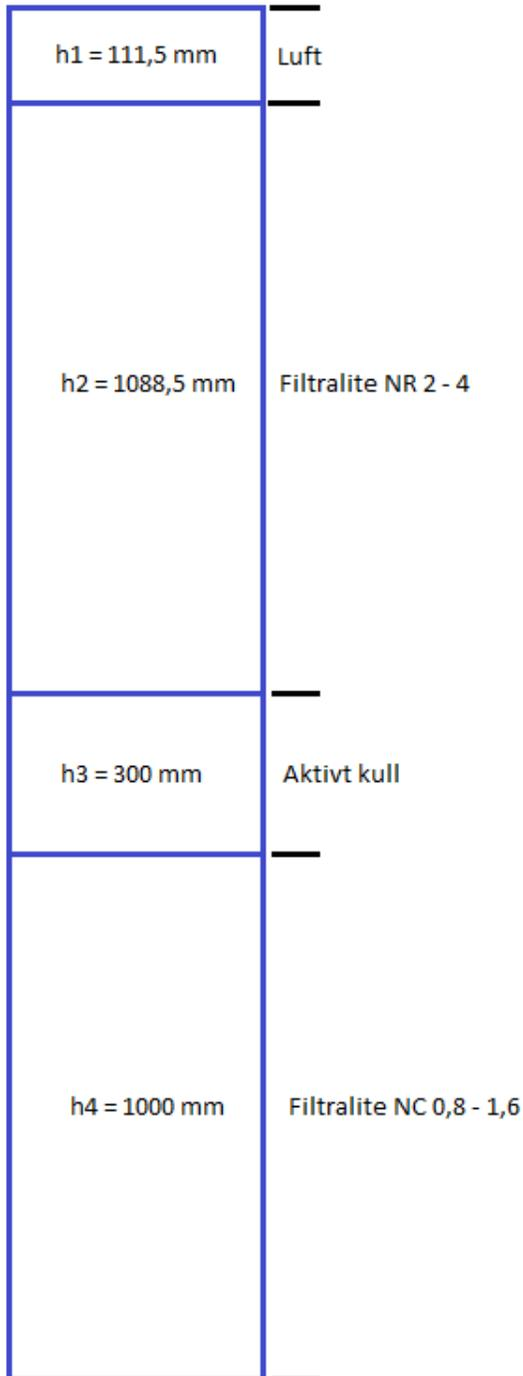 h1 = 111,5 mm Luft
h2 = 1088,5 mm Filtralite NR 2 - 4
h3 = 300 mm Aktivt kull
h4 = 1000 mm Filtralite NC 0,8 - 1,6